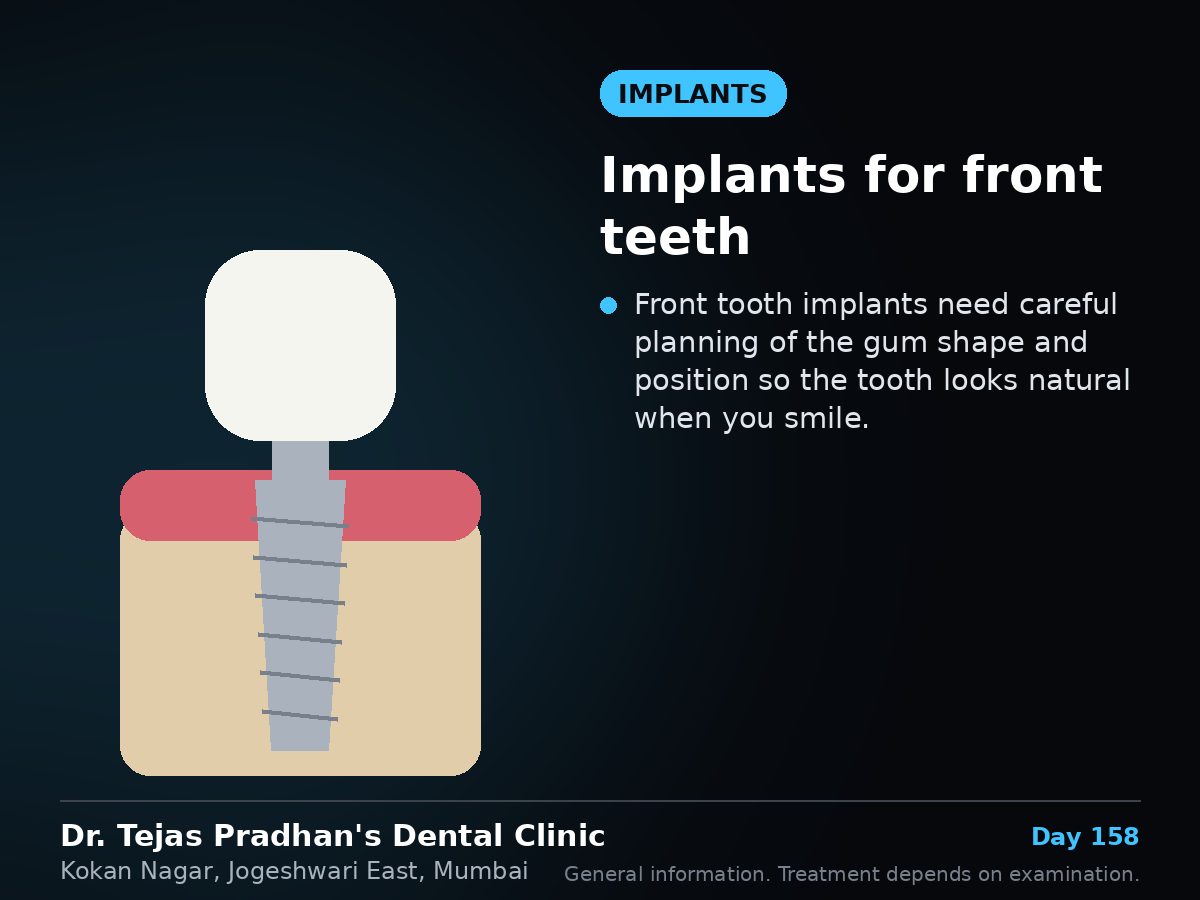 IMPLANTS
Implants for front
teeth
Front tooth implants need careful
planning of the gum shape and
position so the tooth looks natural
when you smile.
Dr. Tejas Pradhan's Dental Clinic
Day 158
Kokan Nagar, Jogeshwari East, Mumbai
General information. Treatment depends on examination.